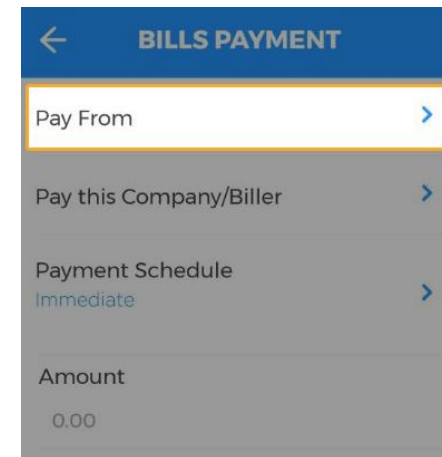 BILLS PAYMENT
Pay From
Pay this Company/Biller
Payment Schedule
Immediate
Amount
0.00